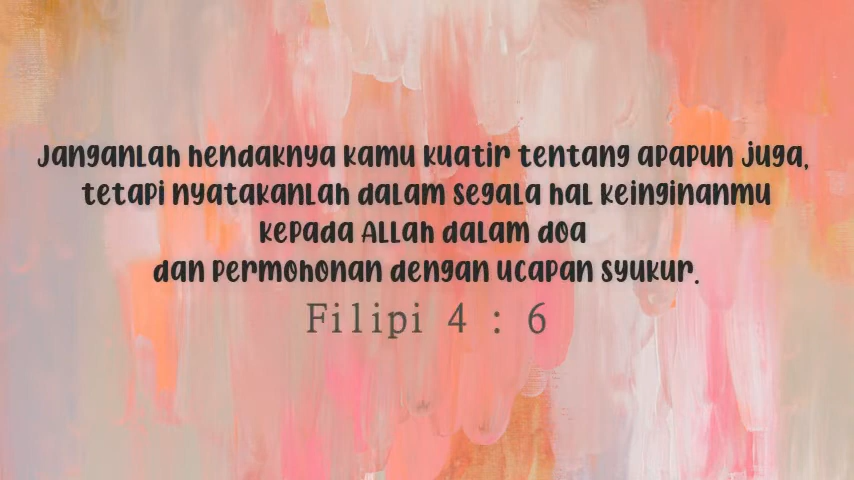 Janganlah hendaknya kamu kuatir tentang apapun juga,
tetapi nyatakanlah dalam segala hal keinginanmu
kepada Allah dalam doa
dan permohonan dengan ucapan syukur.
Filipi 4 : 6